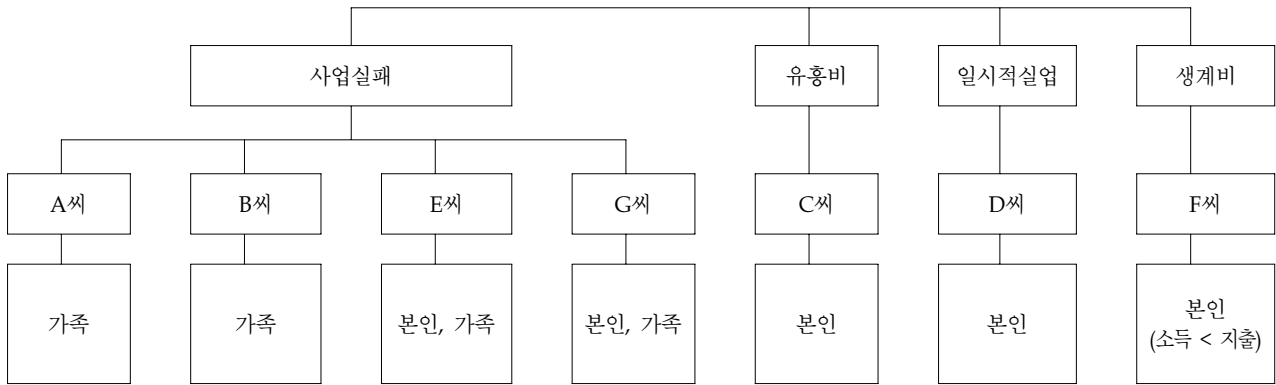 사업실패
유흥비
일시적실업
생계비
A씨
B씨
E씨
G씨
C씨
D씨
F씨
가족
가족
본인, 가족
본인, 가족
본인
본인
본인
(소득 < 지출)